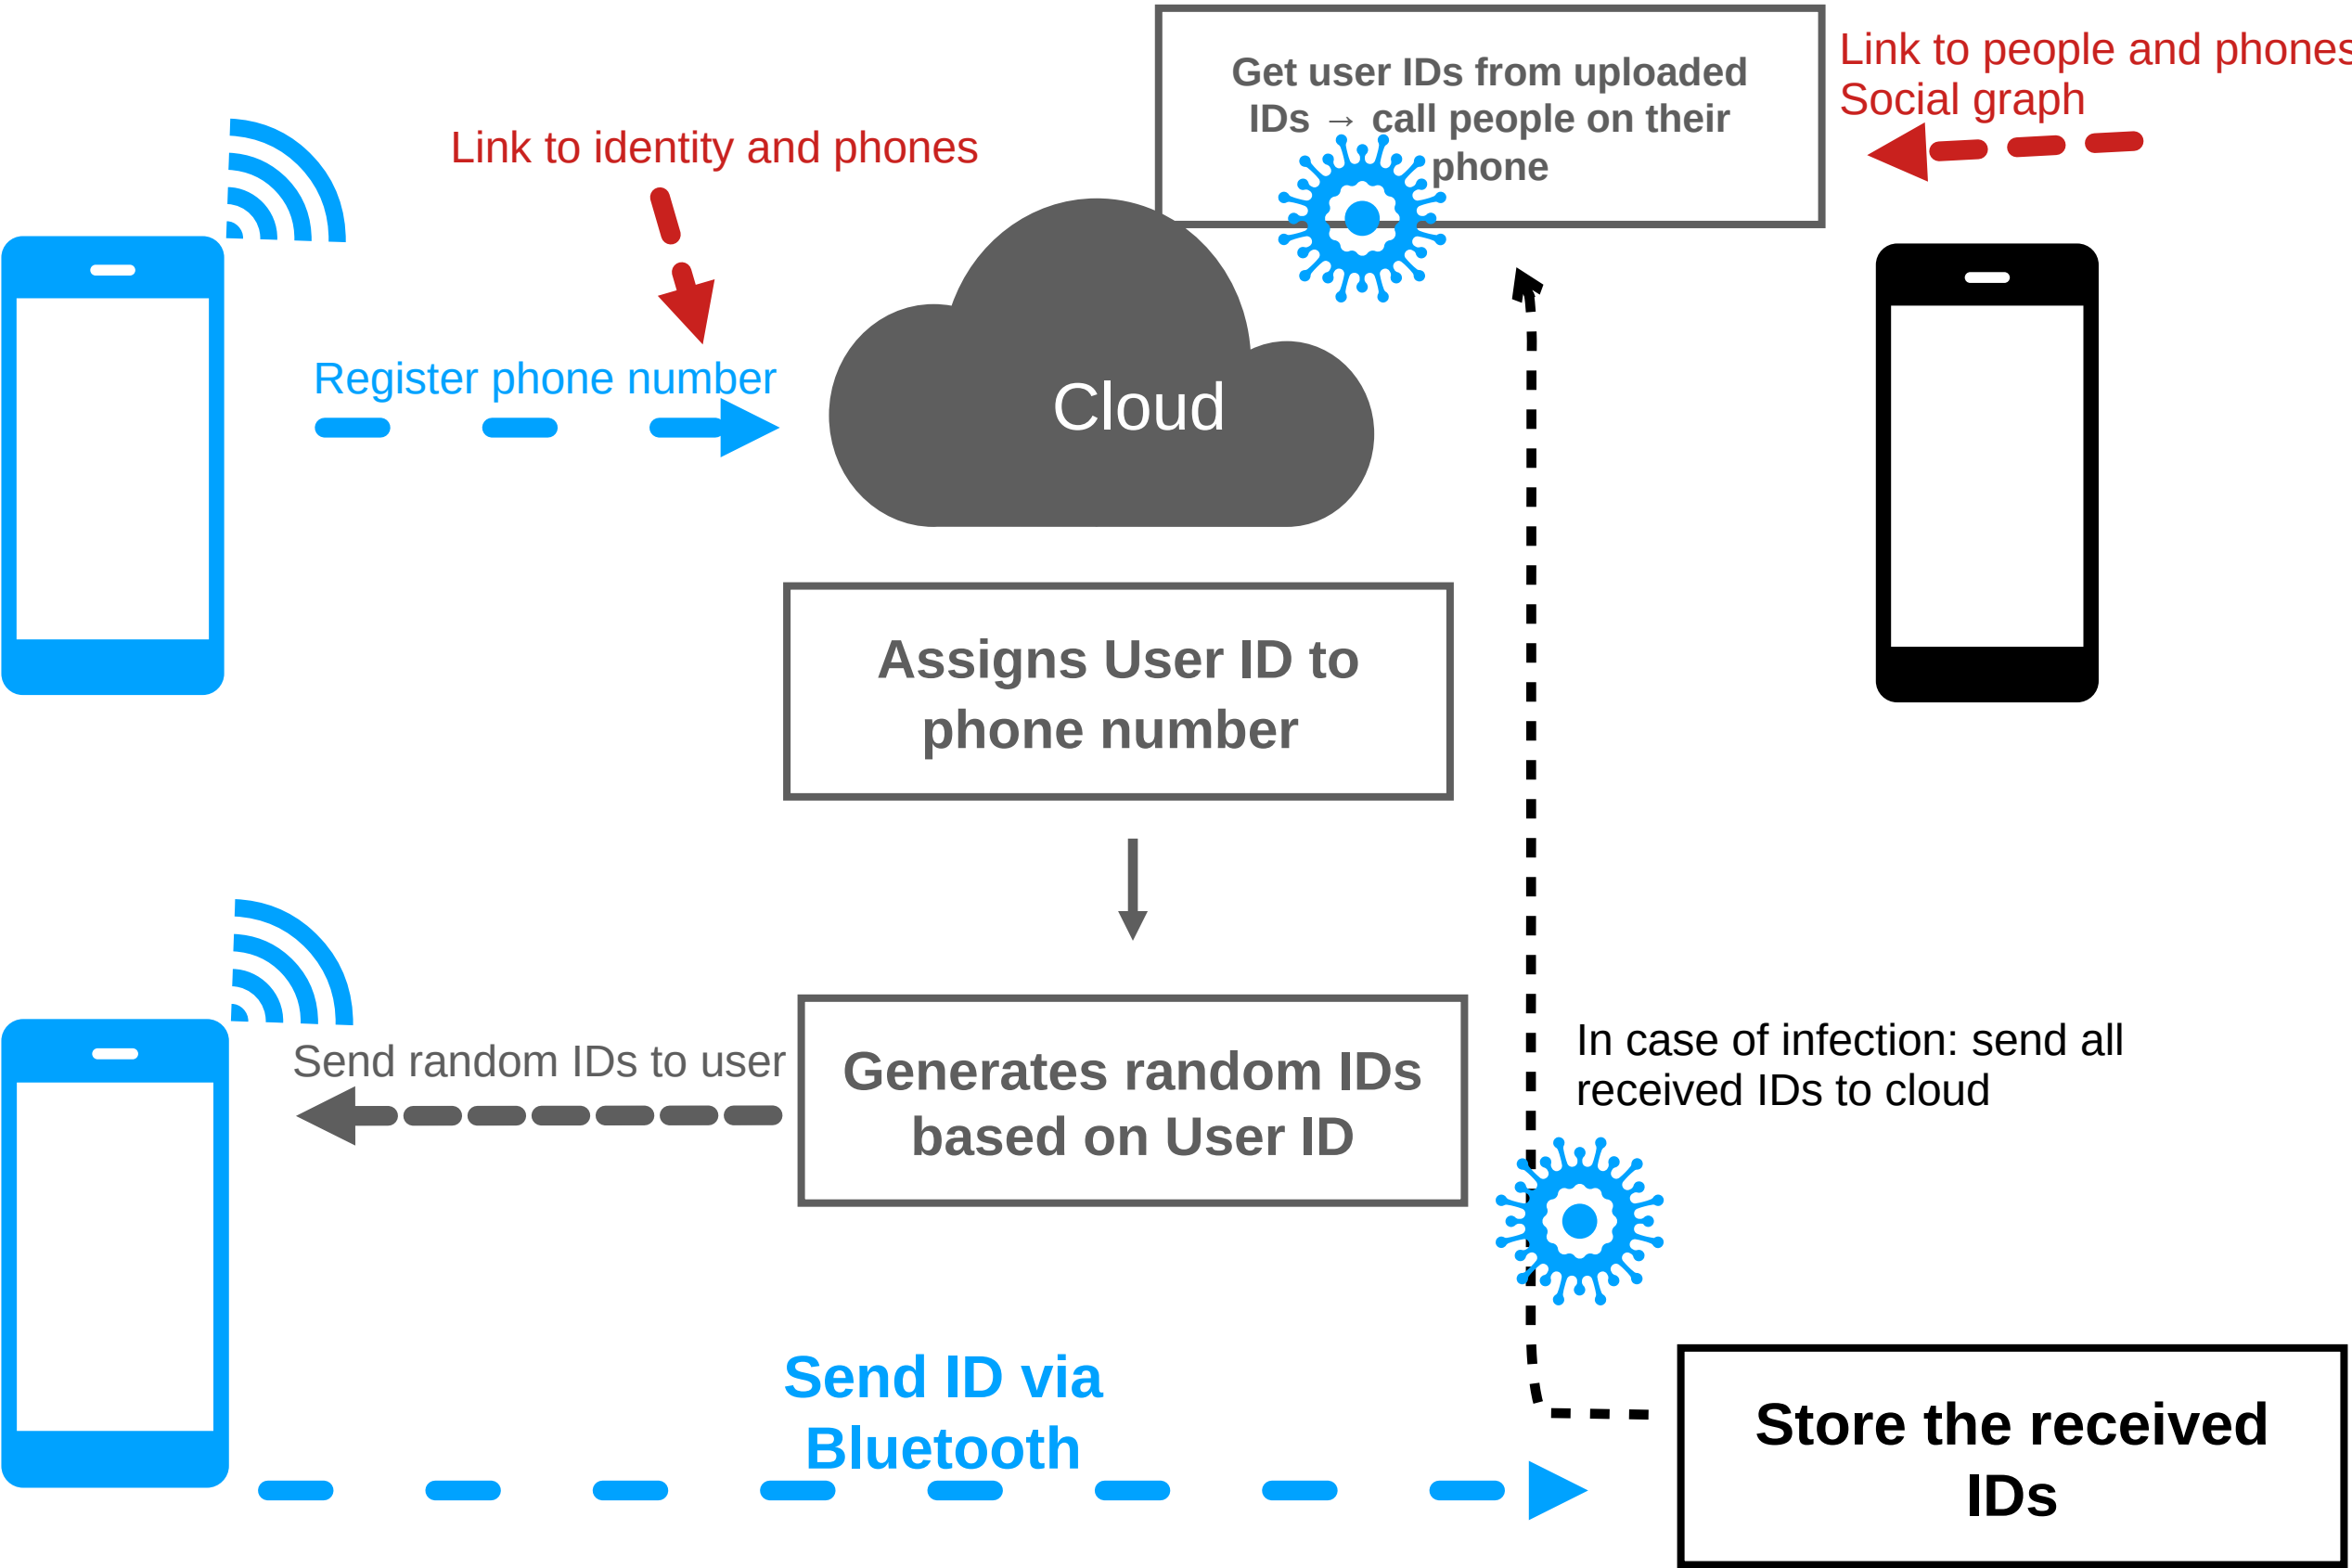 Get user IDs from uploaded
IDs → call people on their
phone
Link to people and phones
Social graph
Link to identity and phones
Register phone number
Cloud
Assigns User ID to
phone number
Generates random IDs
based on User ID
Send random IDs to user
In case of infection: send all
received IDs to cloud
Send ID via
Bluetooth
Store the received
IDs